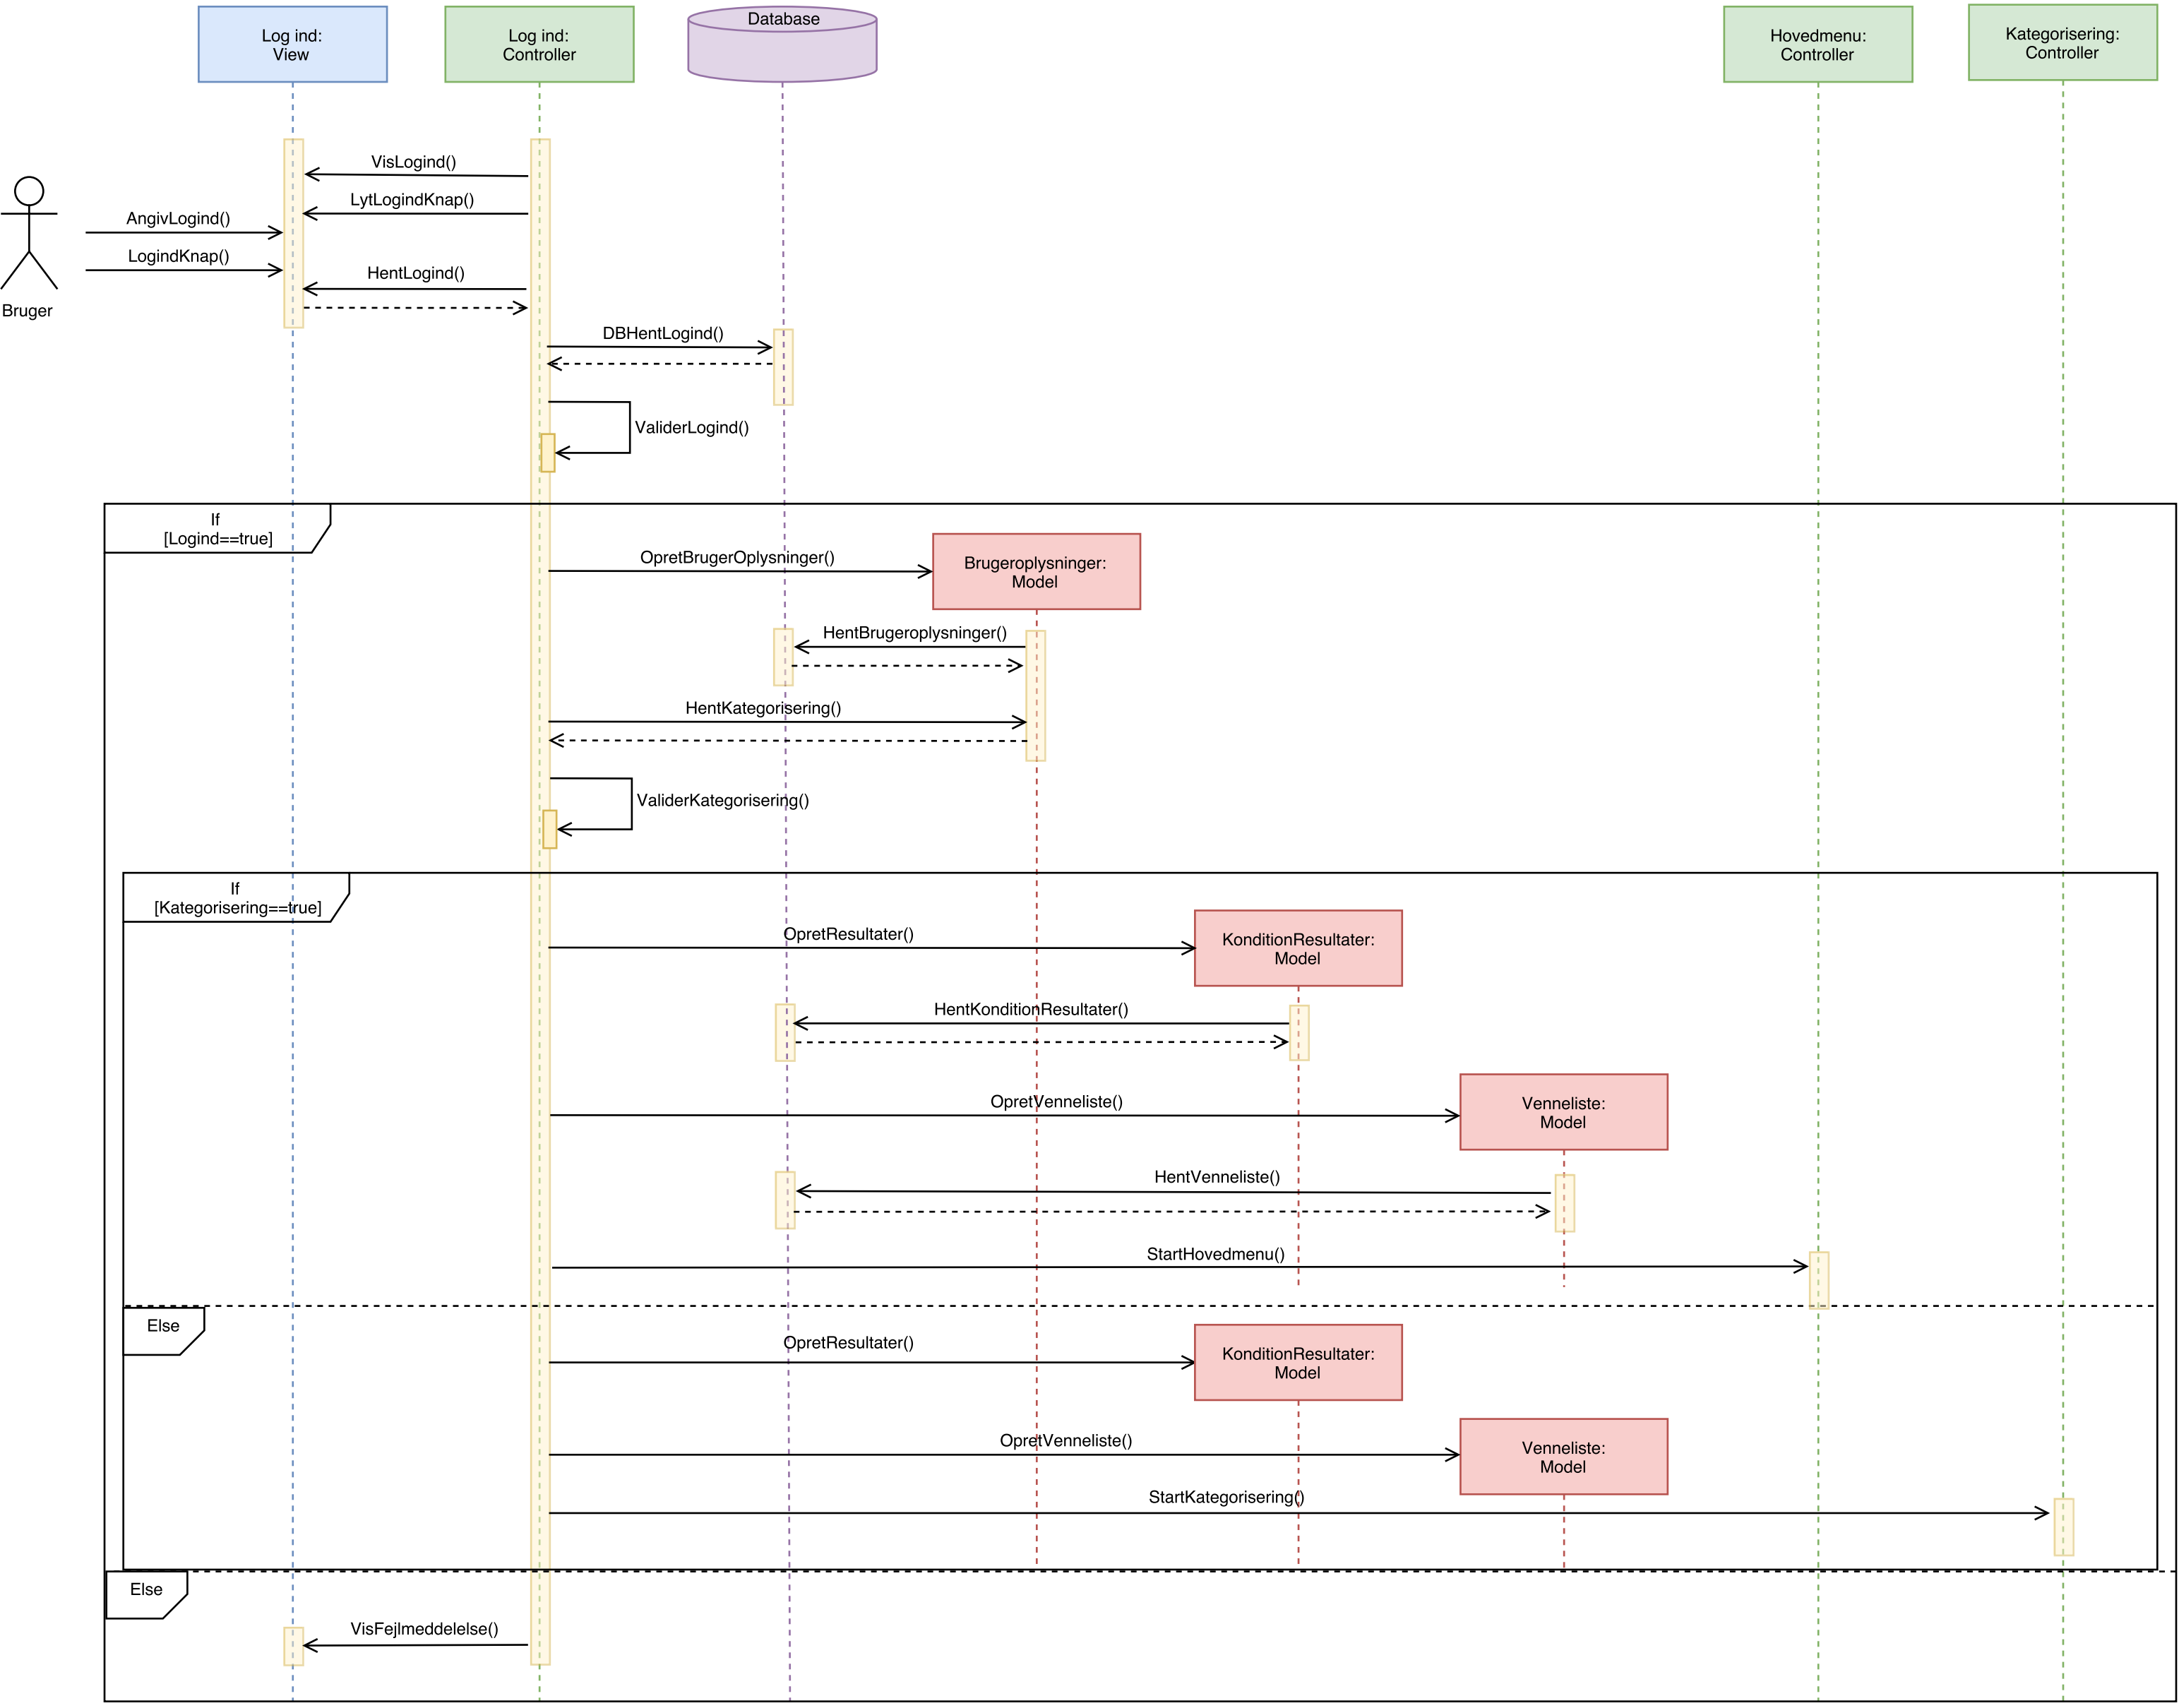 Log ind:
View
Log ind:
Controller
Database
Hovedmenu:
Controller
Kategorisering:
Controller
VisLogind()
LytLogindKnap()
AngivLogind()
LogindKnap()
HentLogind()
Bruger
DBHentLogind()
ValiderLogind()
If
[Logind==true]
OpretBrugerOplysninger()
Brugeroplysninger:
Model
HentBrugeroplysninger()
HentKategorisering()
ValiderKategorisering()
If
[Kategorisering==true]
OpretResultater()
KonditionResultater:
Model
HentKonditionResultater()
OpretVenneliste()
Venneliste:
Model
HentVenneliste()
StartHovedmenu()
Else
OpretResultater()
KonditionResultater:
Model
OpretVenneliste()
Venneliste:
Model
StartKategorisering()
Else
VisFejlmeddelelse()